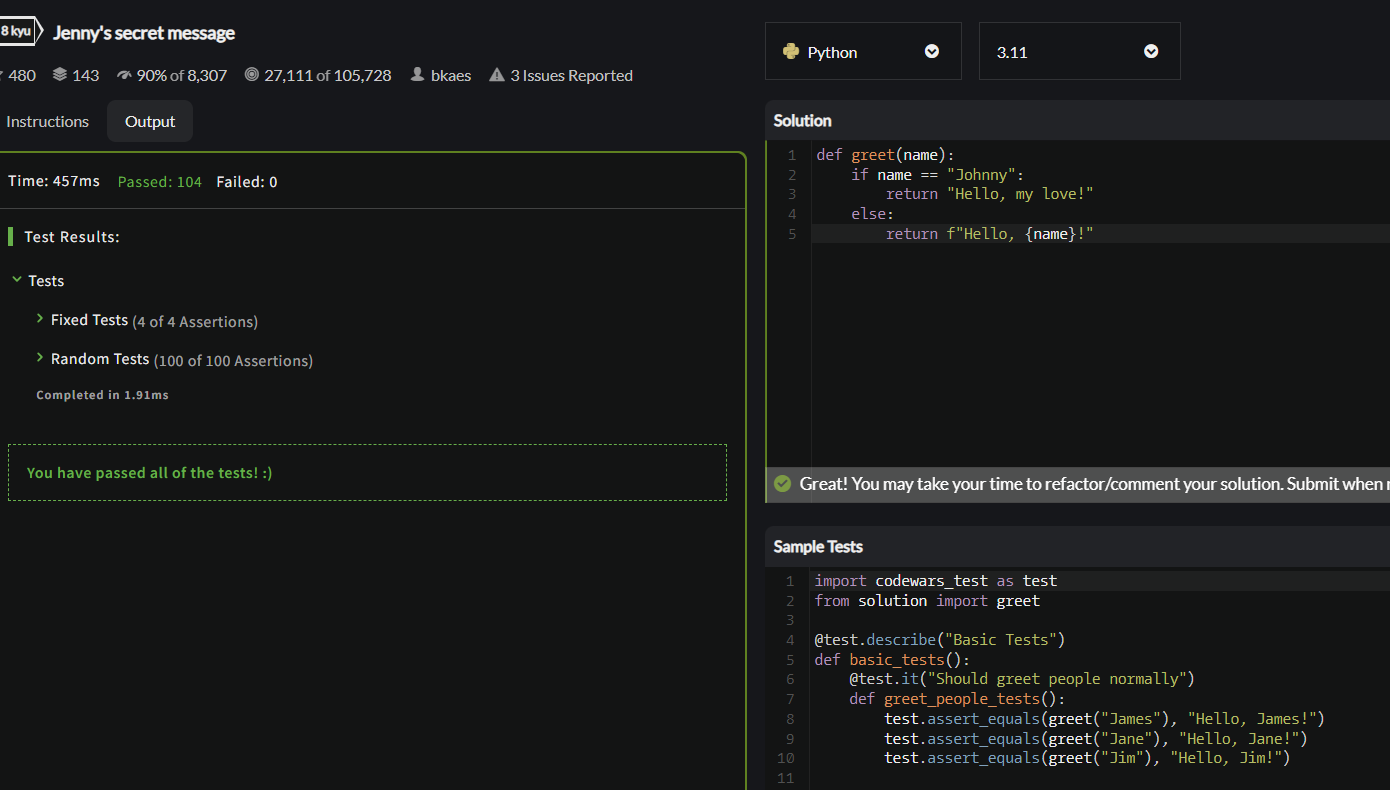 8 kyu Jenny's secret message
480 143 90% of 8,307 27,111 of 105,728 bkaes 3 Issues Reported
Instructions Output
Time: 457ms Passed: 104 Failed: 0
Test Results:
Tests
Fixed Tests (4 of 4 Assertions)
Random Tests (100 of 100 Assertions)
Completed in 1.91ms
You have passed all of the tests! :)
Python 3.11
Solution
1 def greet(name):
2     if name == "Johnny":
3         return "Hello, my love!"
4     else:
5         return f"Hello, {name}!"
Great! You may take your time to refactor/comment your solution. Submit when
Sample Tests
1 import codewars_test as test
2 from solution import greet
3
4 @test.describe("Basic Tests")
5 def basic_tests():
6     @test.it("Should greet people normally")
7     def greet_people_tests():
8         test.assert_equals(greet("James"), "Hello, James!")
9         test.assert_equals(greet("Jane"), "Hello, Jane!")
10         test.assert_equals(greet("Jim"), "Hello, Jim!")
11